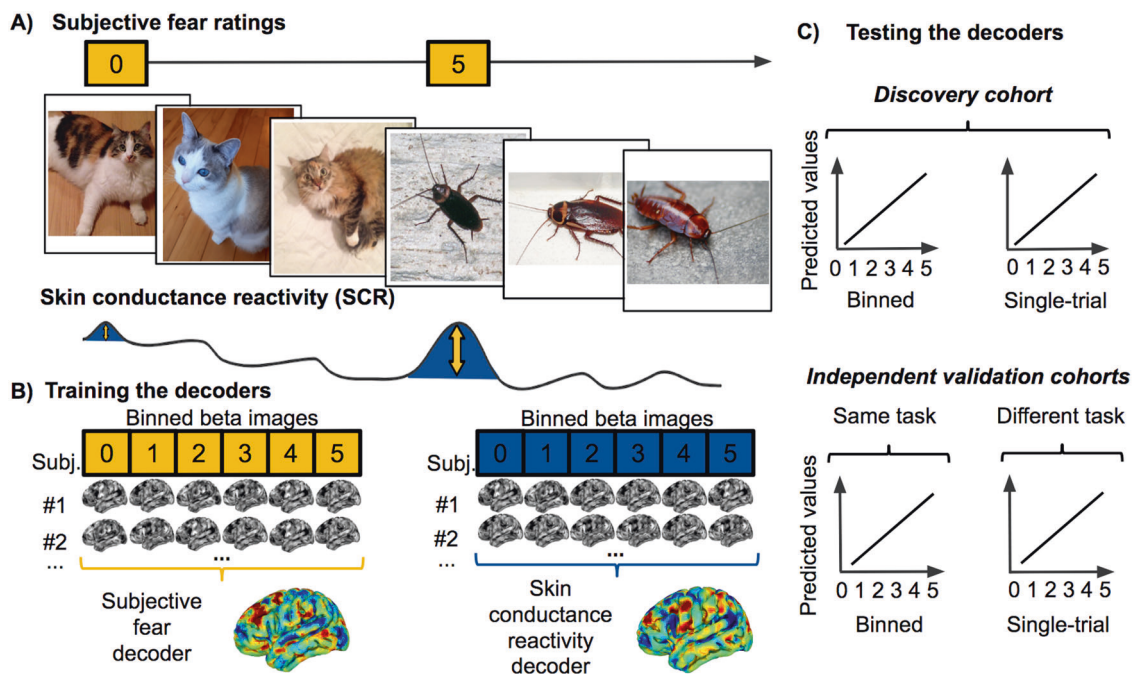 A) Subjective fear ratings
0 5
Skin conductance reactivity (SCR)
B) Training the decoders
Binned beta images
Subj. 0 1 2 3 4 5
#1
#2
...
...
Subjective
fear
decoder
Binned beta images
Subj. 0 1 2 3 4 5
#1
#2
...
...
Skin
conductance
reactivity
decoder
C) Testing the decoders
Discovery cohort
Predicted values
0 1 2 3 4 5
Binned
0 1 2 3 4 5
Single-trial
Independent validation cohorts
Same task
Different task
Predicted values
0 1 2 3 4 5
Binned
0 1 2 3 4 5
Single-trial